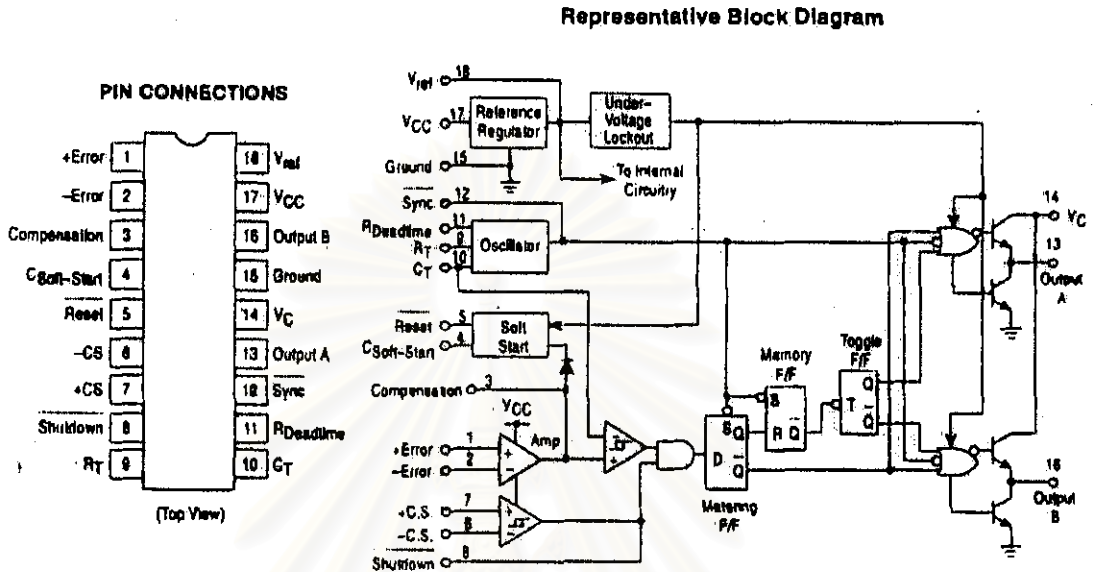 Representative Block Diagram
PIN CONNECTIONS
+Error 1
-Error 2
Compensation 3
CSoft-Start 4
Reset 5
-CS 6
+CS 7
Shutdown 8
RT 9
18 Vref
17 VCC
16 Output B
15 Ground
14 VC
13 Output A
12 Sync
11 RDeadtime
10 CT
(Top View)
Vref 18
VCC 17
Reference
Regulator
Under-
Voltage
Lockout
Ground 15
To Internal
Circuitry
Sync 12
RDeadtime 11
RT 9
CT 10
Oscillator
Reset 5
CSoft-Start 4
Soft
Start
Compensation 3
VCC
Amp
+Error 1
-Error 2
+ -
- +
+C.S. 7
-C.S. 6
+ -
Shutdown 8
D S Q Q
Metering
F/F
Memory
F/F
S R Q
Toggle
F/F
T Q Q
14
VC
13
Output
A
16
Output
B